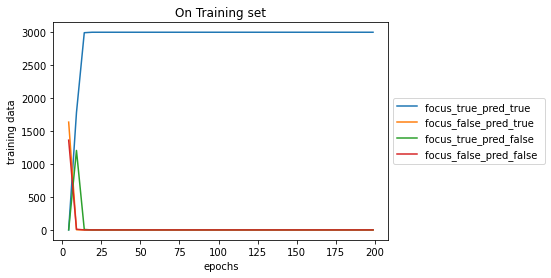 On Training set
training data
3000
2500
2000
1500
1000
500
0
0 25 50 75 100 125 150 175 200
epochs
focus_true_pred_true
focus_false_pred_true
focus_true_pred_false
focus_false_pred_false